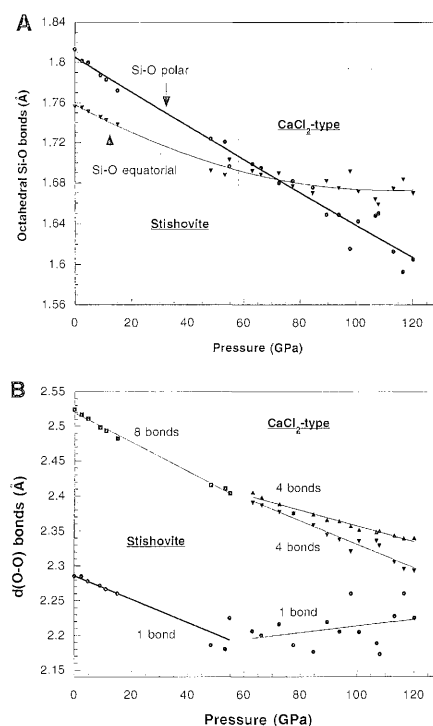 A
Octahedral Si-O bonds (Å)
1.84
1.8
1.76
1.72
1.68
1.64
1.6
1.56
Si-O polar
CaCl2-type
Si-O equatorial
Stishovite
0 20 40 60 80 100 120
Pressure (GPa)
B
d(O-O) bonds (Å)
2.55
2.5
2.45
2.4
2.35
2.3
2.25
2.2
2.15
CaCl2-type
8 bonds
4 bonds
Stishovite
4 bonds
1 bond
1 bond
0 20 40 60 80 100 120
Pressure (GPa)